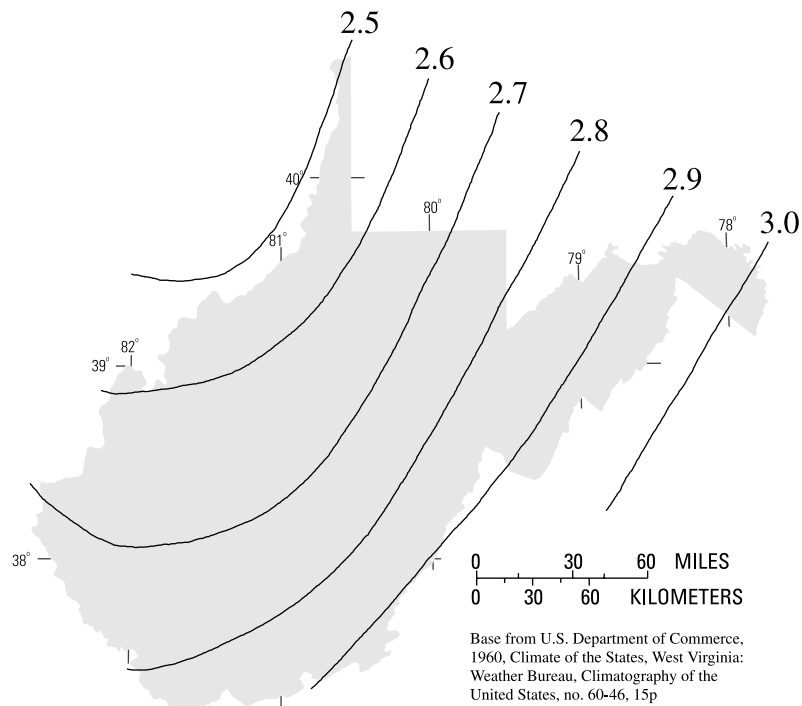 2.5
2.6
2.7
2.8
2.9
3.0
40°
80°
78°
81°
79°
82°
39°
38°
0 30 60 MILES
0 30 60 KILOMETERS
Base from U.S. Department of Commerce,
1960, Climate of the States, West Virginia:
Weather Bureau, Climatography of the
United States, no. 60-46, 15p